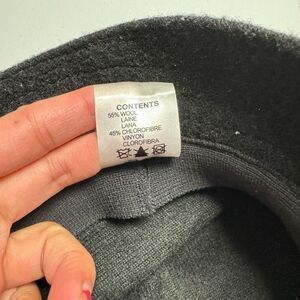 CONTENTS
55% WOOL
LAINE
LANA
45% CHLOROFIBRE
VINYON
CLOROFIBRA